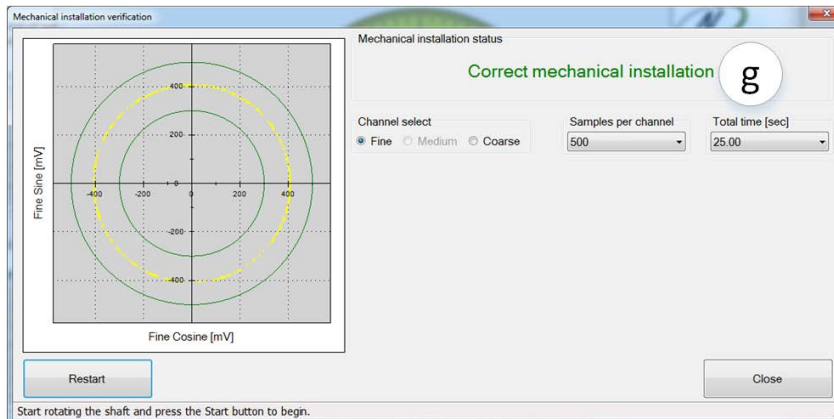 Mechanical installation verification
Mechanical installation status
Correct mechanical installation
g
Channel select
Fine
Medium
Coarse
Samples per channel
500
Total time [sec]
25.00
Fine Sine [mV]
400
200
-400
-200
0
200
400
-200
-400
Fine Cosine [mV]
Restart
Close
Start rotating the shaft and press the Start button to begin.